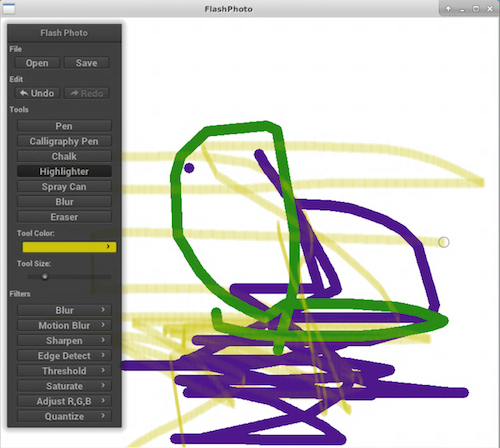 FlashPhoto
Flash Photo
File
Open Save
Edit
Undo Redo
Tools
Pen
Calligraphy Pen
Chalk
Highlighter
Spray Can
Blur
Eraser
Tool Color:
Tool Size:
Filters
Blur
Motion Blur
Sharpen
Edge Detect
Threshold
Saturate
Adjust R,G,B
Quantize